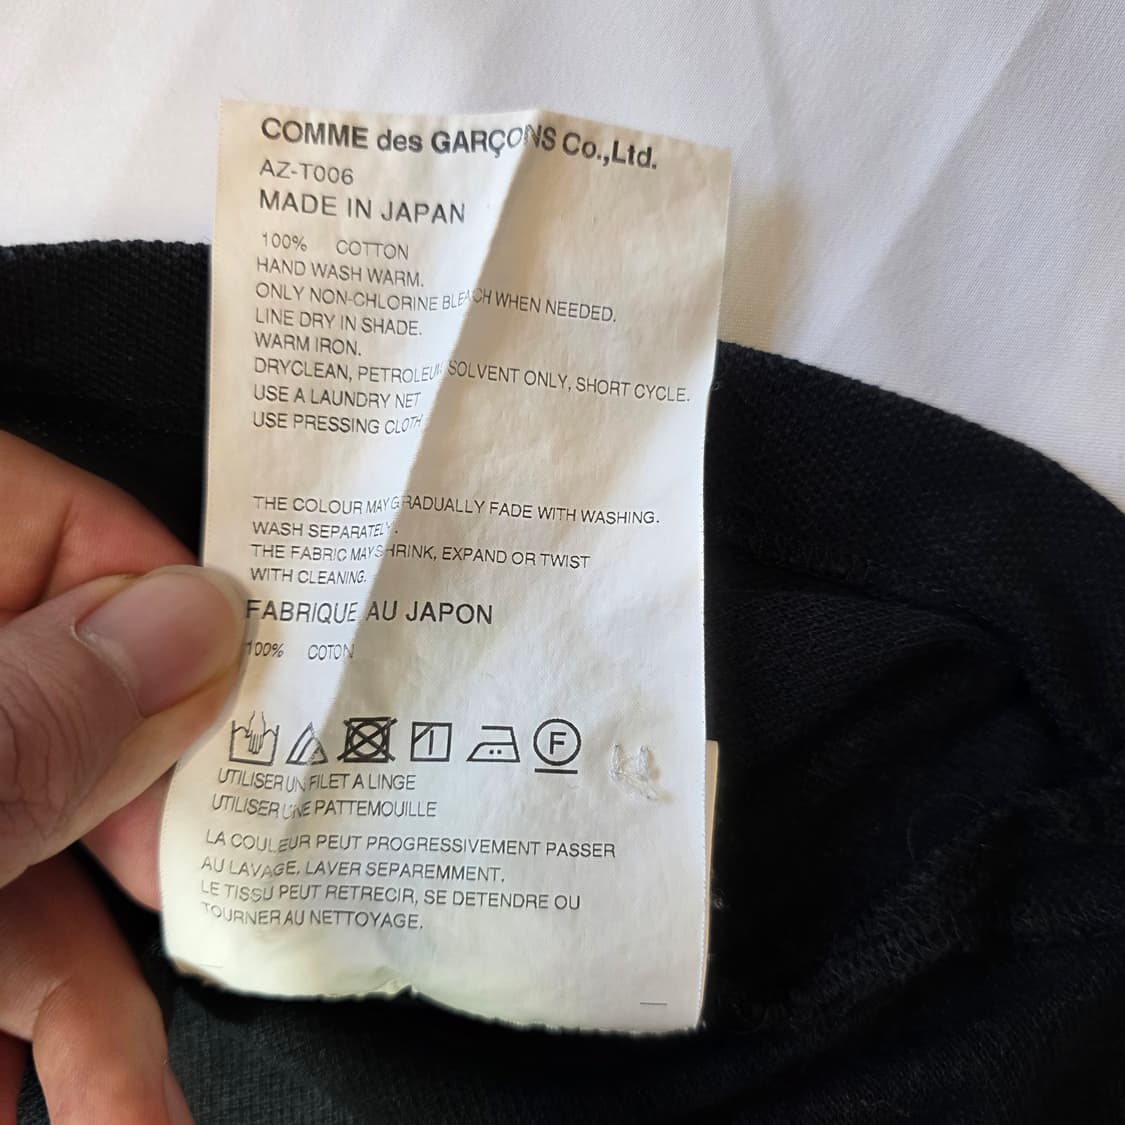 COMME des GARÇONS Co.,Ltd.
AZ-T006
MADE IN JAPAN
100% COTTON
HAND WASH WARM.
ONLY NON-CHLORINE BLEACH WHEN NEEDED.
LINE DRY IN SHADE.
WARM IRON.
DRYCLEAN, PETROLEUM SOLVENT ONLY, SHORT CYCLE.
USE A LAUNDRY NET
USE PRESSING CLOTH
THE COLOUR MAY GRADUALLY FADE WITH WASHING.
WASH SEPARATELY.
THE FABRIC MAY SHRINK, EXPAND OR TWIST
WITH CLEANING.
FABRIQUE AU JAPON
100% COTON
F
UTILISER UN FILET A LINGE
UTILISER UNE PATTEMOUILLE
LA COULEUR PEUT PROGRESSIVEMENT PASSER
AU LAVAGE, LAVER SEPAREMMENT.
LE TISSU PEUT RETRECIR, SE DETENDRE OU
TOURNER AU NETTOYAGE.